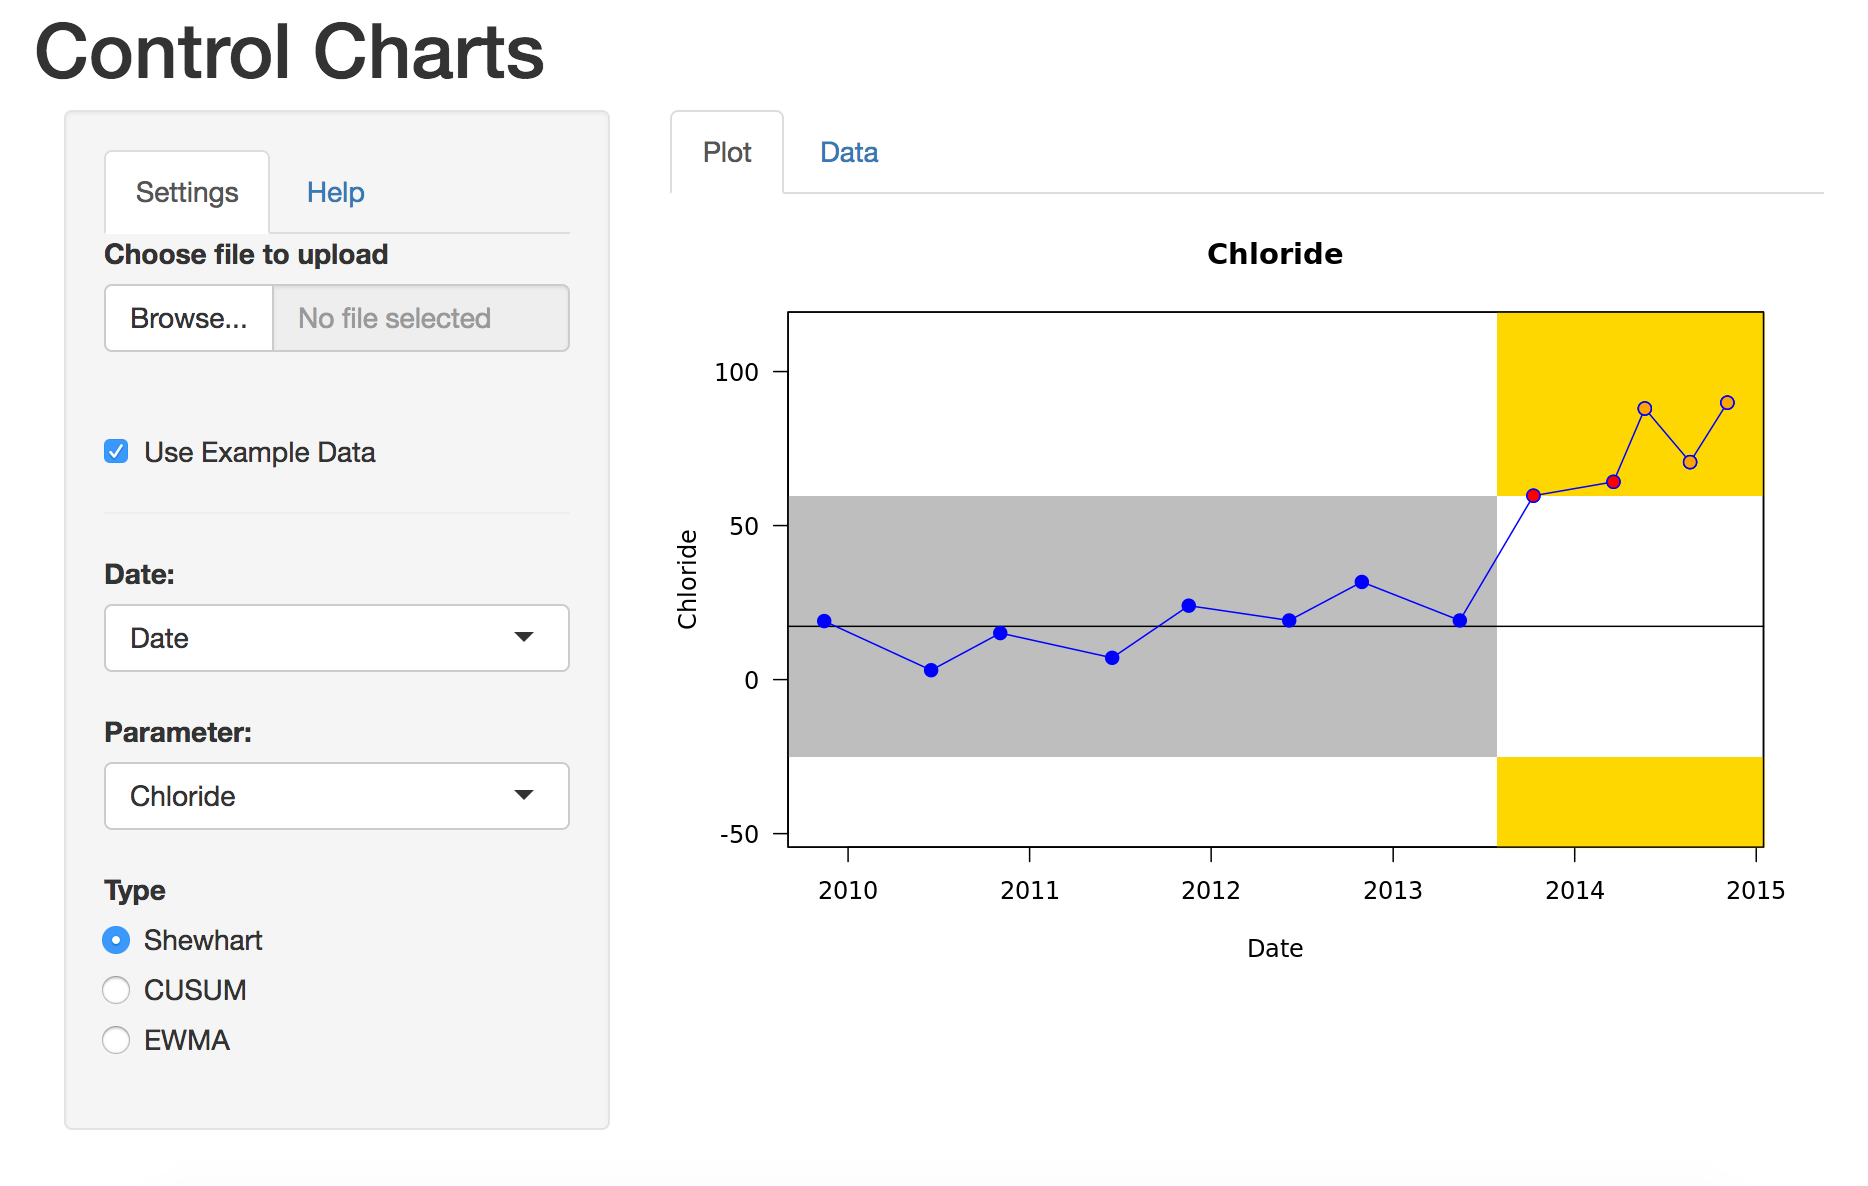 Control Charts
Settings
Help
Choose file to upload
Browse...
No file selected
Use Example Data
Date:
Date
Parameter:
Chloride
Type
Shewhart
CUSUM
EWMA
Plot
Data
Chloride
Chloride
100
50
0
-50
2010
2011
2012
2013
2014
2015
Date